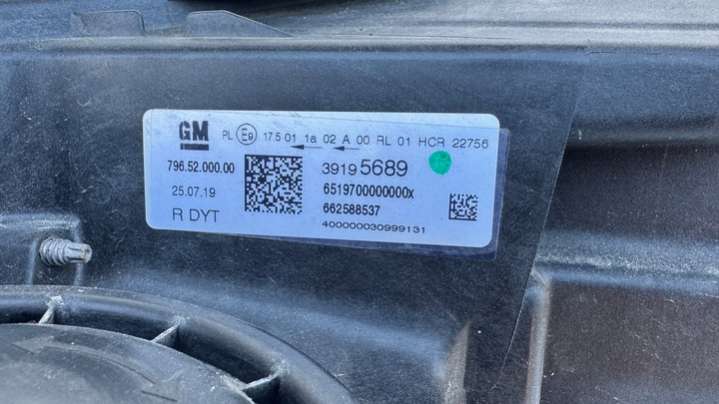 GM PL E9 17 5 01 1a 02 A 00 RL 01 HCR 22756
796.52.000.00 39195689
25.07.19 6519700000000X
R DYT 662588537
400000030999131